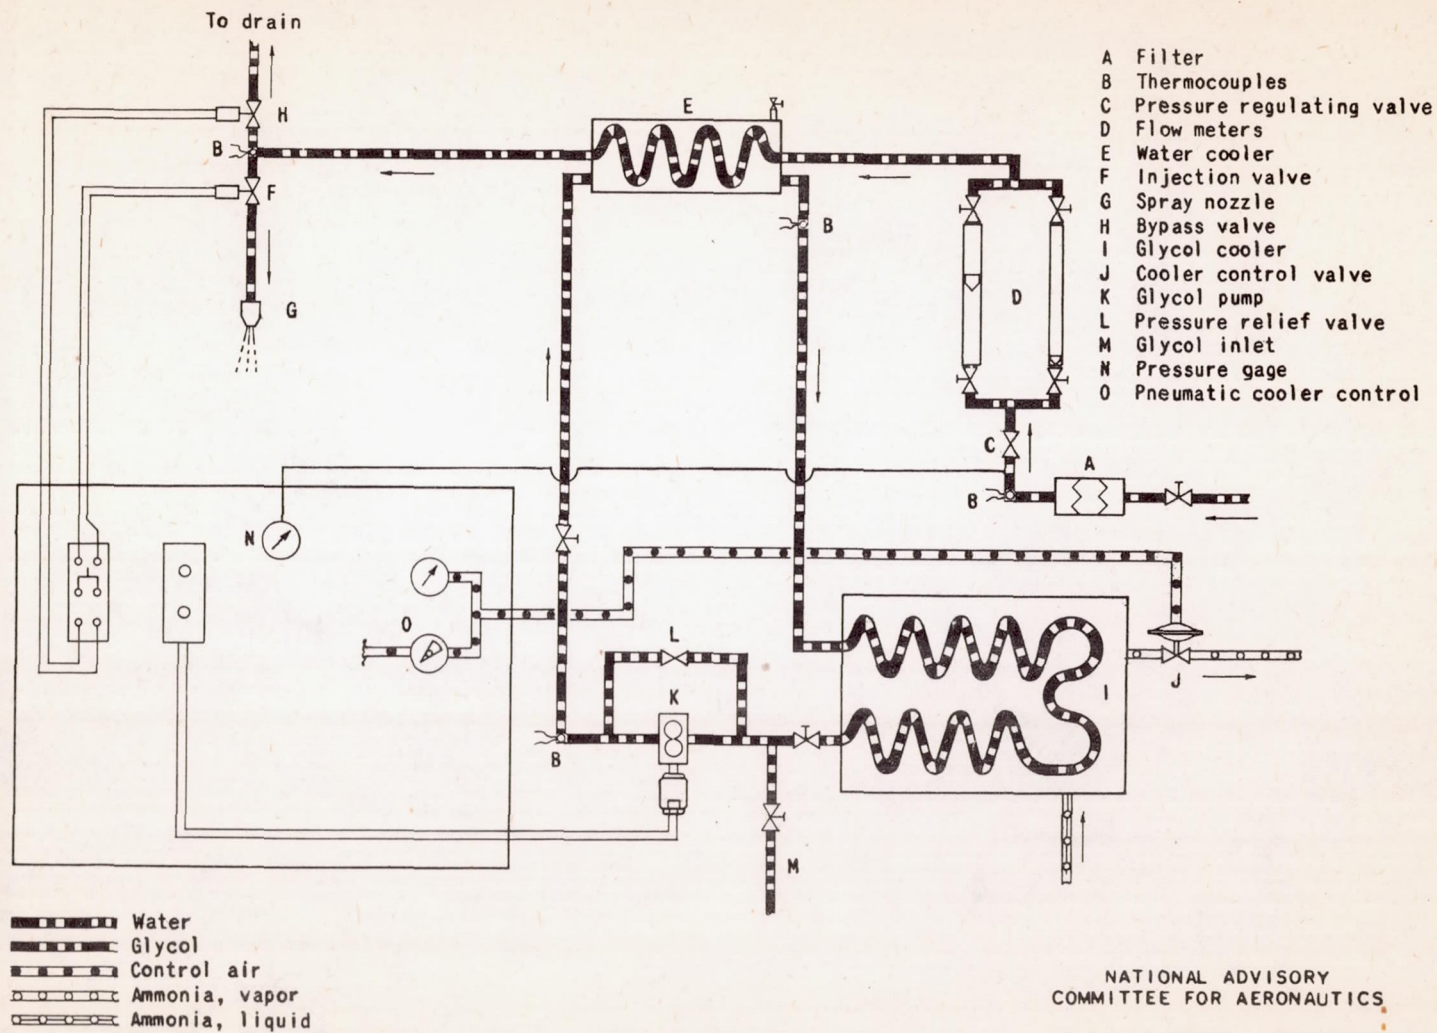 To drain
H
B
F
G
E
B
D
C
A
B
N
O
L
K
B
M
I
J
A Filter
B Thermocouples
C Pressure regulating valve
D Flow meters
E Water cooler
F Injection valve
G Spray nozzle
H Bypass valve
I Glycol cooler
J Cooler control valve
K Glycol pump
L Pressure relief valve
M Glycol inlet
N Pressure gage
O Pneumatic cooler control
Water
Glycol
Control air
Ammonia, vapor
Ammonia, liquid
NATIONAL ADVISORY
COMMITTEE FOR AERONAUTICS